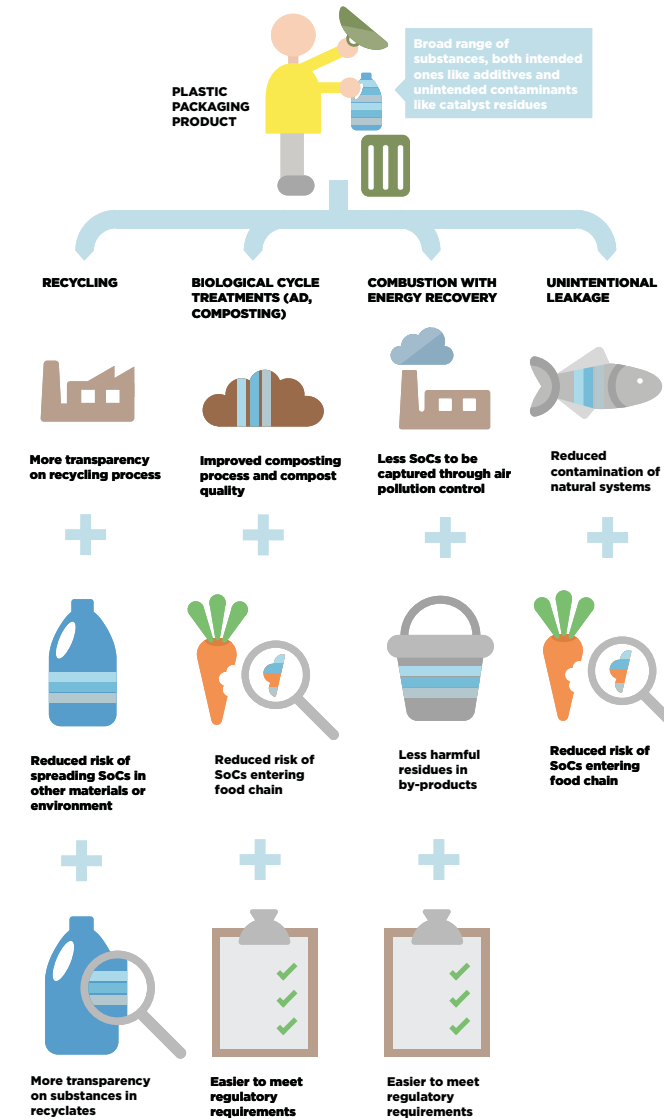 Broad range of
substances, both intended
ones like additives and
unintended contaminants
like catalyst residues
PLASTIC
PACKAGING
PRODUCT
RECYCLING
BIOLOGICAL CYCLE
TREATMENTS (AD,
COMPOSTING)
COMBUSTION WITH
ENERGY RECOVERY
UNINTENTIONAL
LEAKAGE
More transparency
on recycling process
Improved composting
process and compost
quality
Less SoCs to be
captured through air
pollution control
Reduced
contamination of
natural systems
Reduced risk of
spreading SoCs in
other materials or
environment
Reduced risk of
SoCs entering
food chain
Less harmful
residues in
by-products
Reduced risk of
SoCs entering
food chain
More transparency
on substances in
recyclates
Easier to meet
regulatory
requirements
Easier to meet
regulatory
requirements